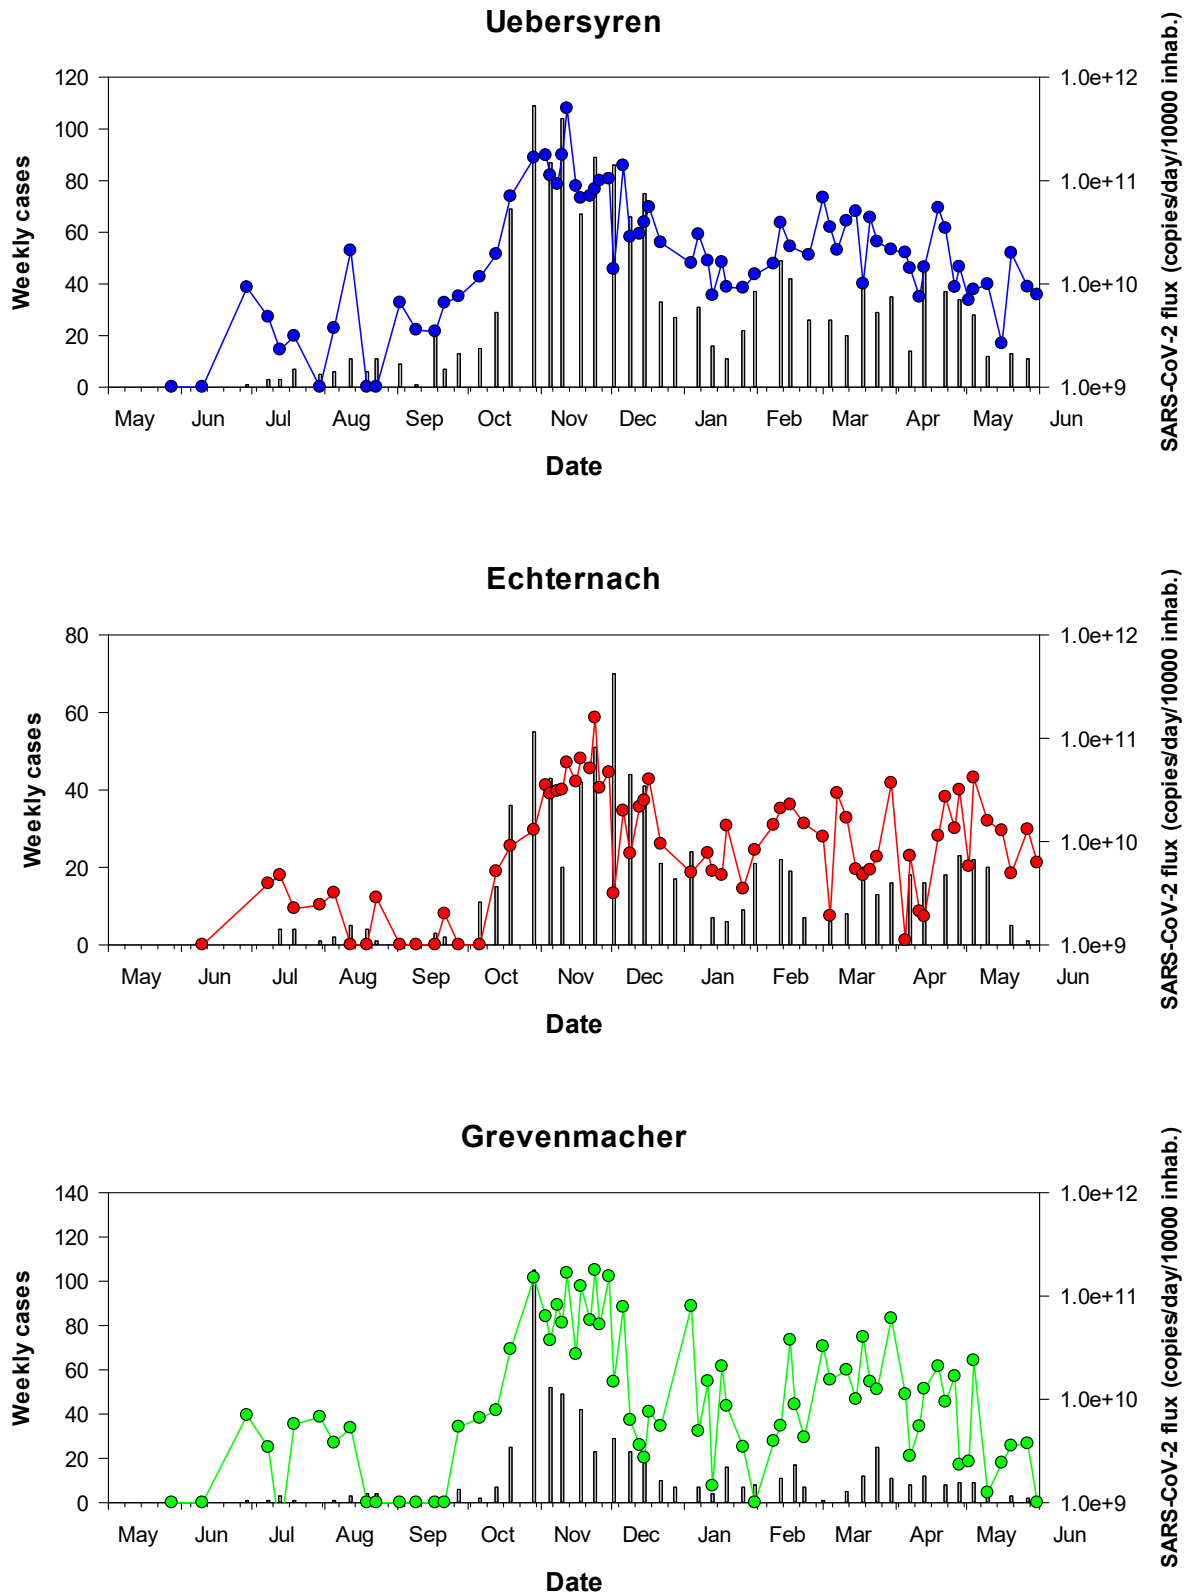 Uebersyren
Weekly cases
SARS-CoV-2 flux (copies/day/10000 inhab.)
120
100
80
60
40
20
0
1.0e+12
1.0e+11
1.0e+10
1.0e+9
May Jun Jul Aug Sep Oct Nov Dec Jan Feb Mar Apr May Jun
Date
Echternach
Weekly cases
SARS-CoV-2 flux (copies/day/10000 inhab.)
80
60
40
20
0
1.0e+12
1.0e+11
1.0e+10
1.0e+9
May Jun Jul Aug Sep Oct Nov Dec Jan Feb Mar Apr May Jun
Date
Grevenmacher
Weekly cases
SARS-CoV-2 flux (copies/day/10000 inhab.)
140
120
100
80
60
40
20
0
1.0e+12
1.0e+11
1.0e+10
1.0e+9
May Jun Jul Aug Sep Oct Nov Dec Jan Feb Mar Apr May Jun
Date